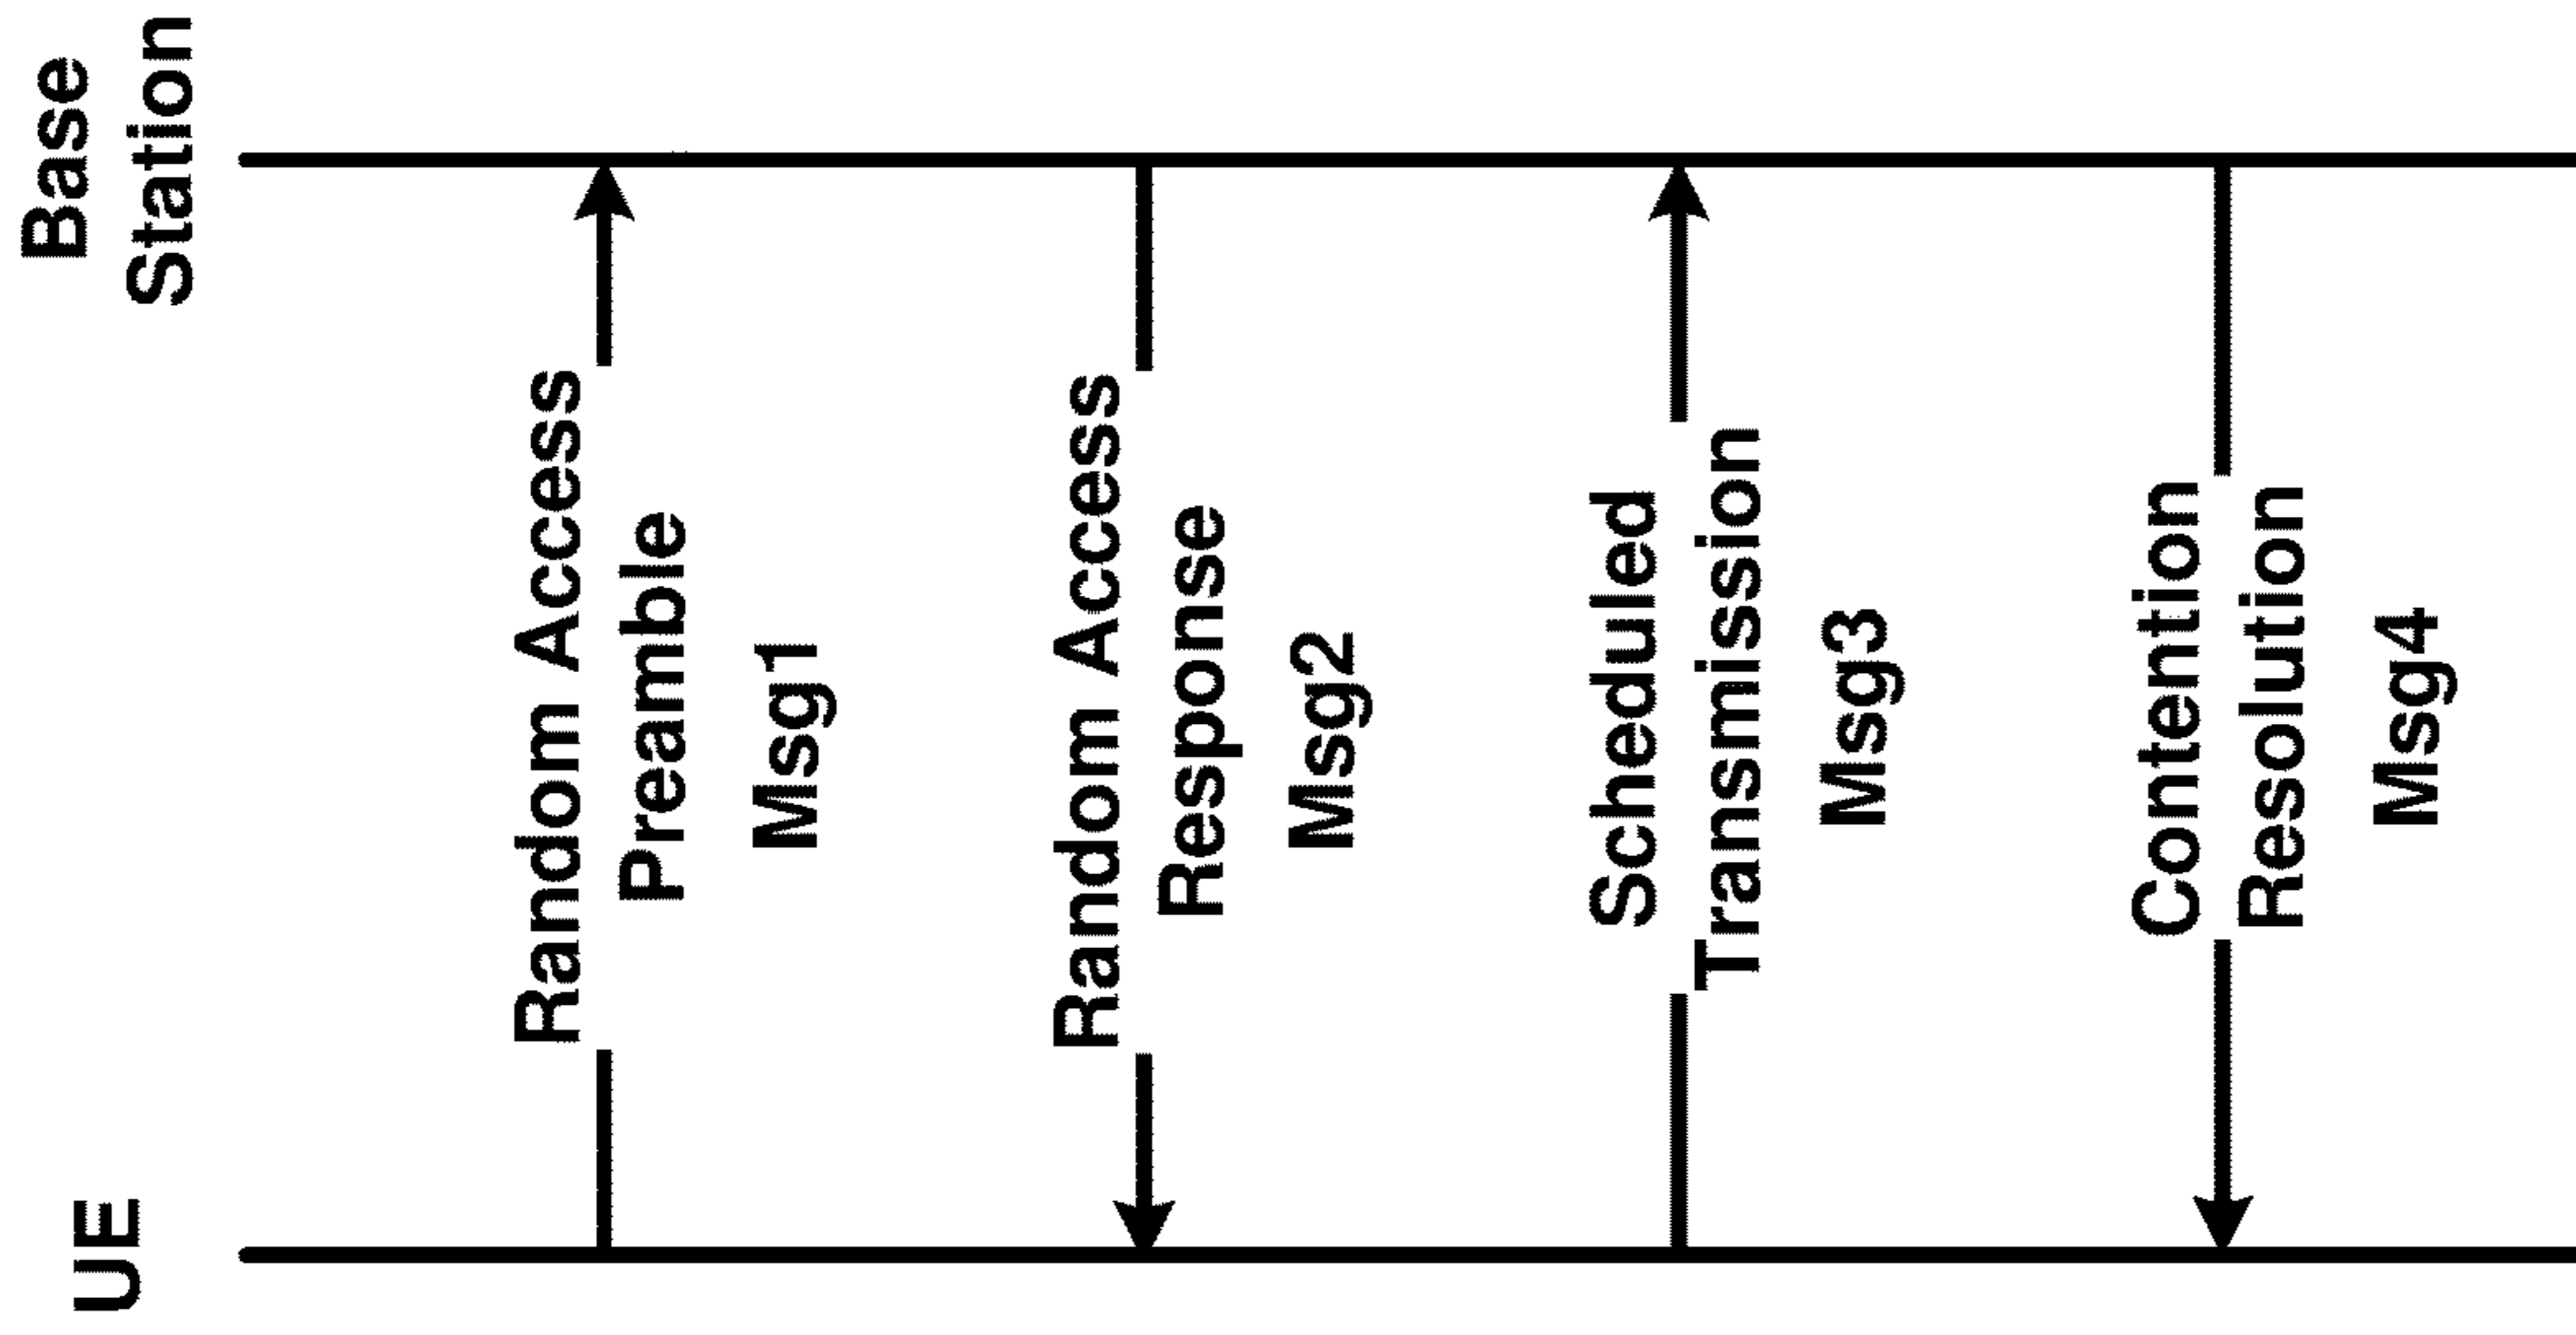 UE
Base
Station
Random Access
Preamble
Msg1
Random Access
Response
Msg2
Scheduled
Transmission
Msg3
Contention
Resolution
Msg4